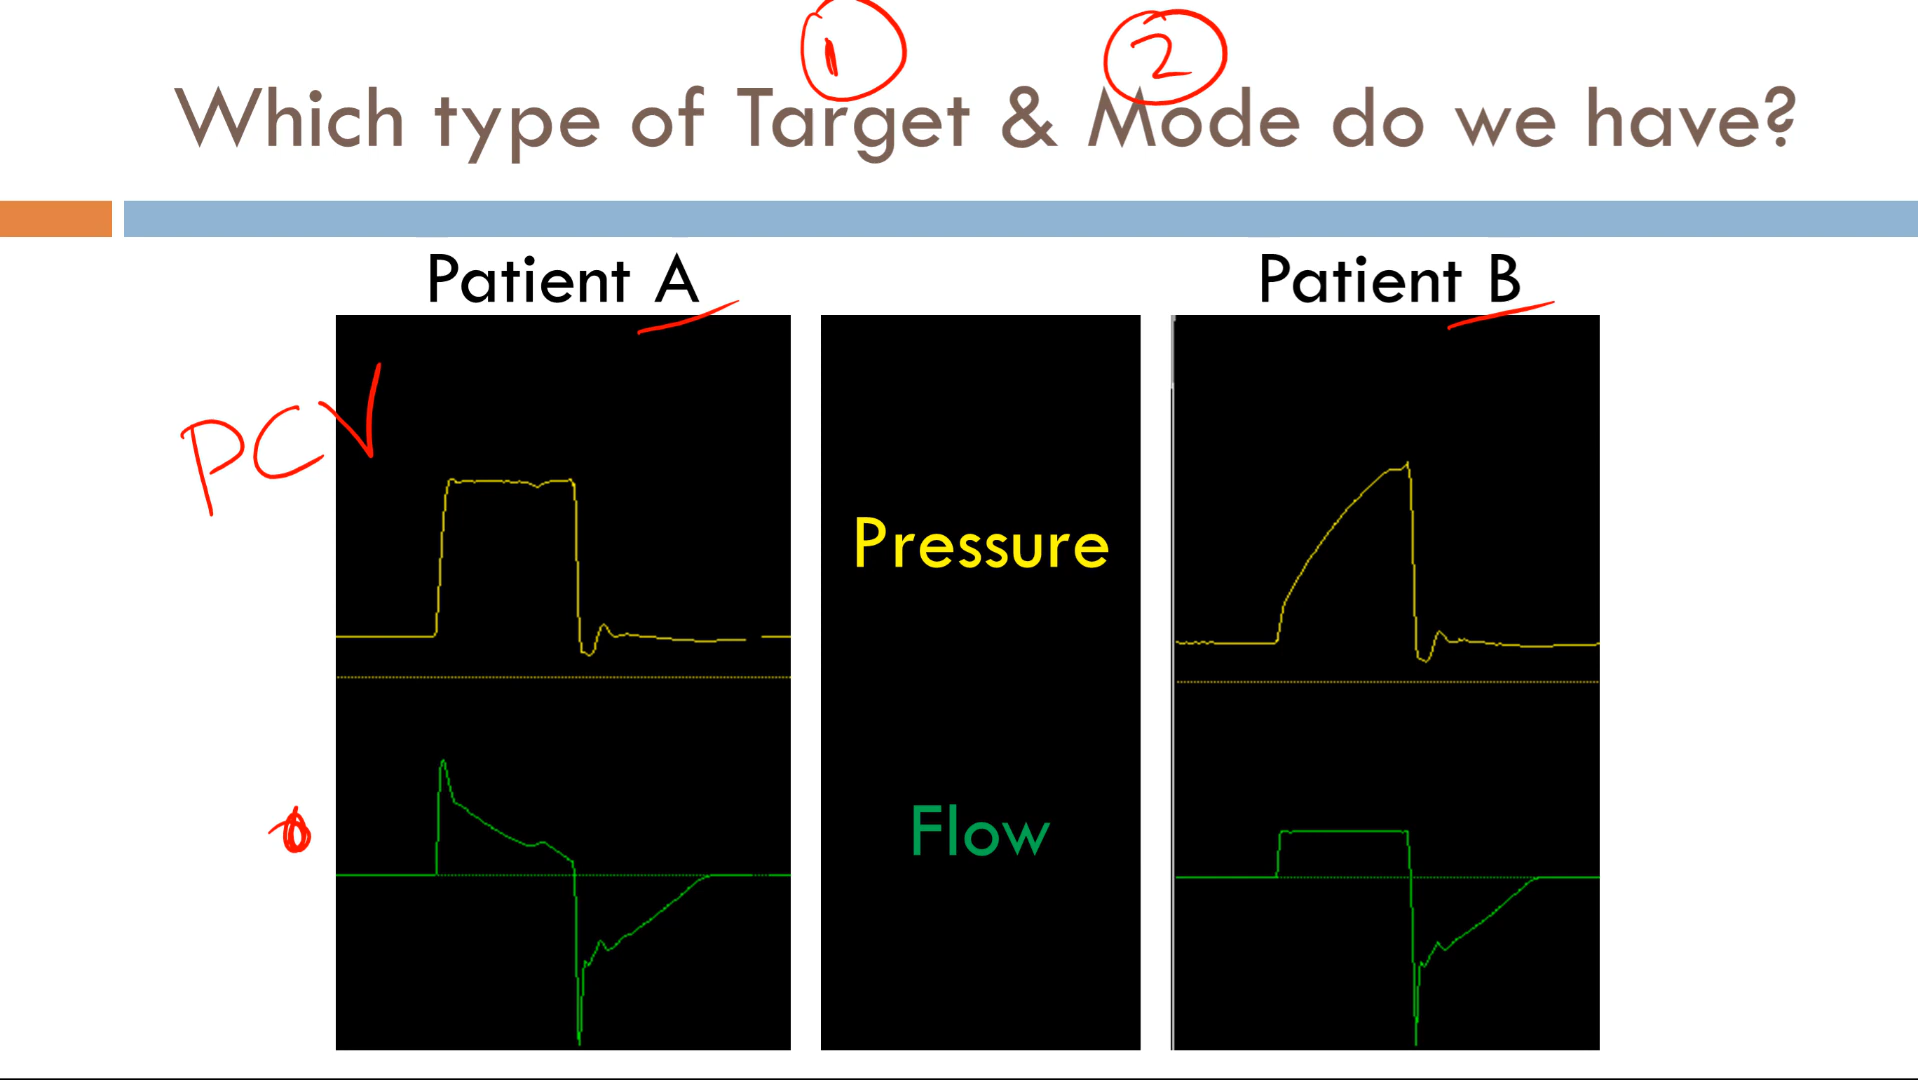 1 2
Which type of Target & Mode do we have?
Patient A
Patient B
PCV
Pressure
Flow